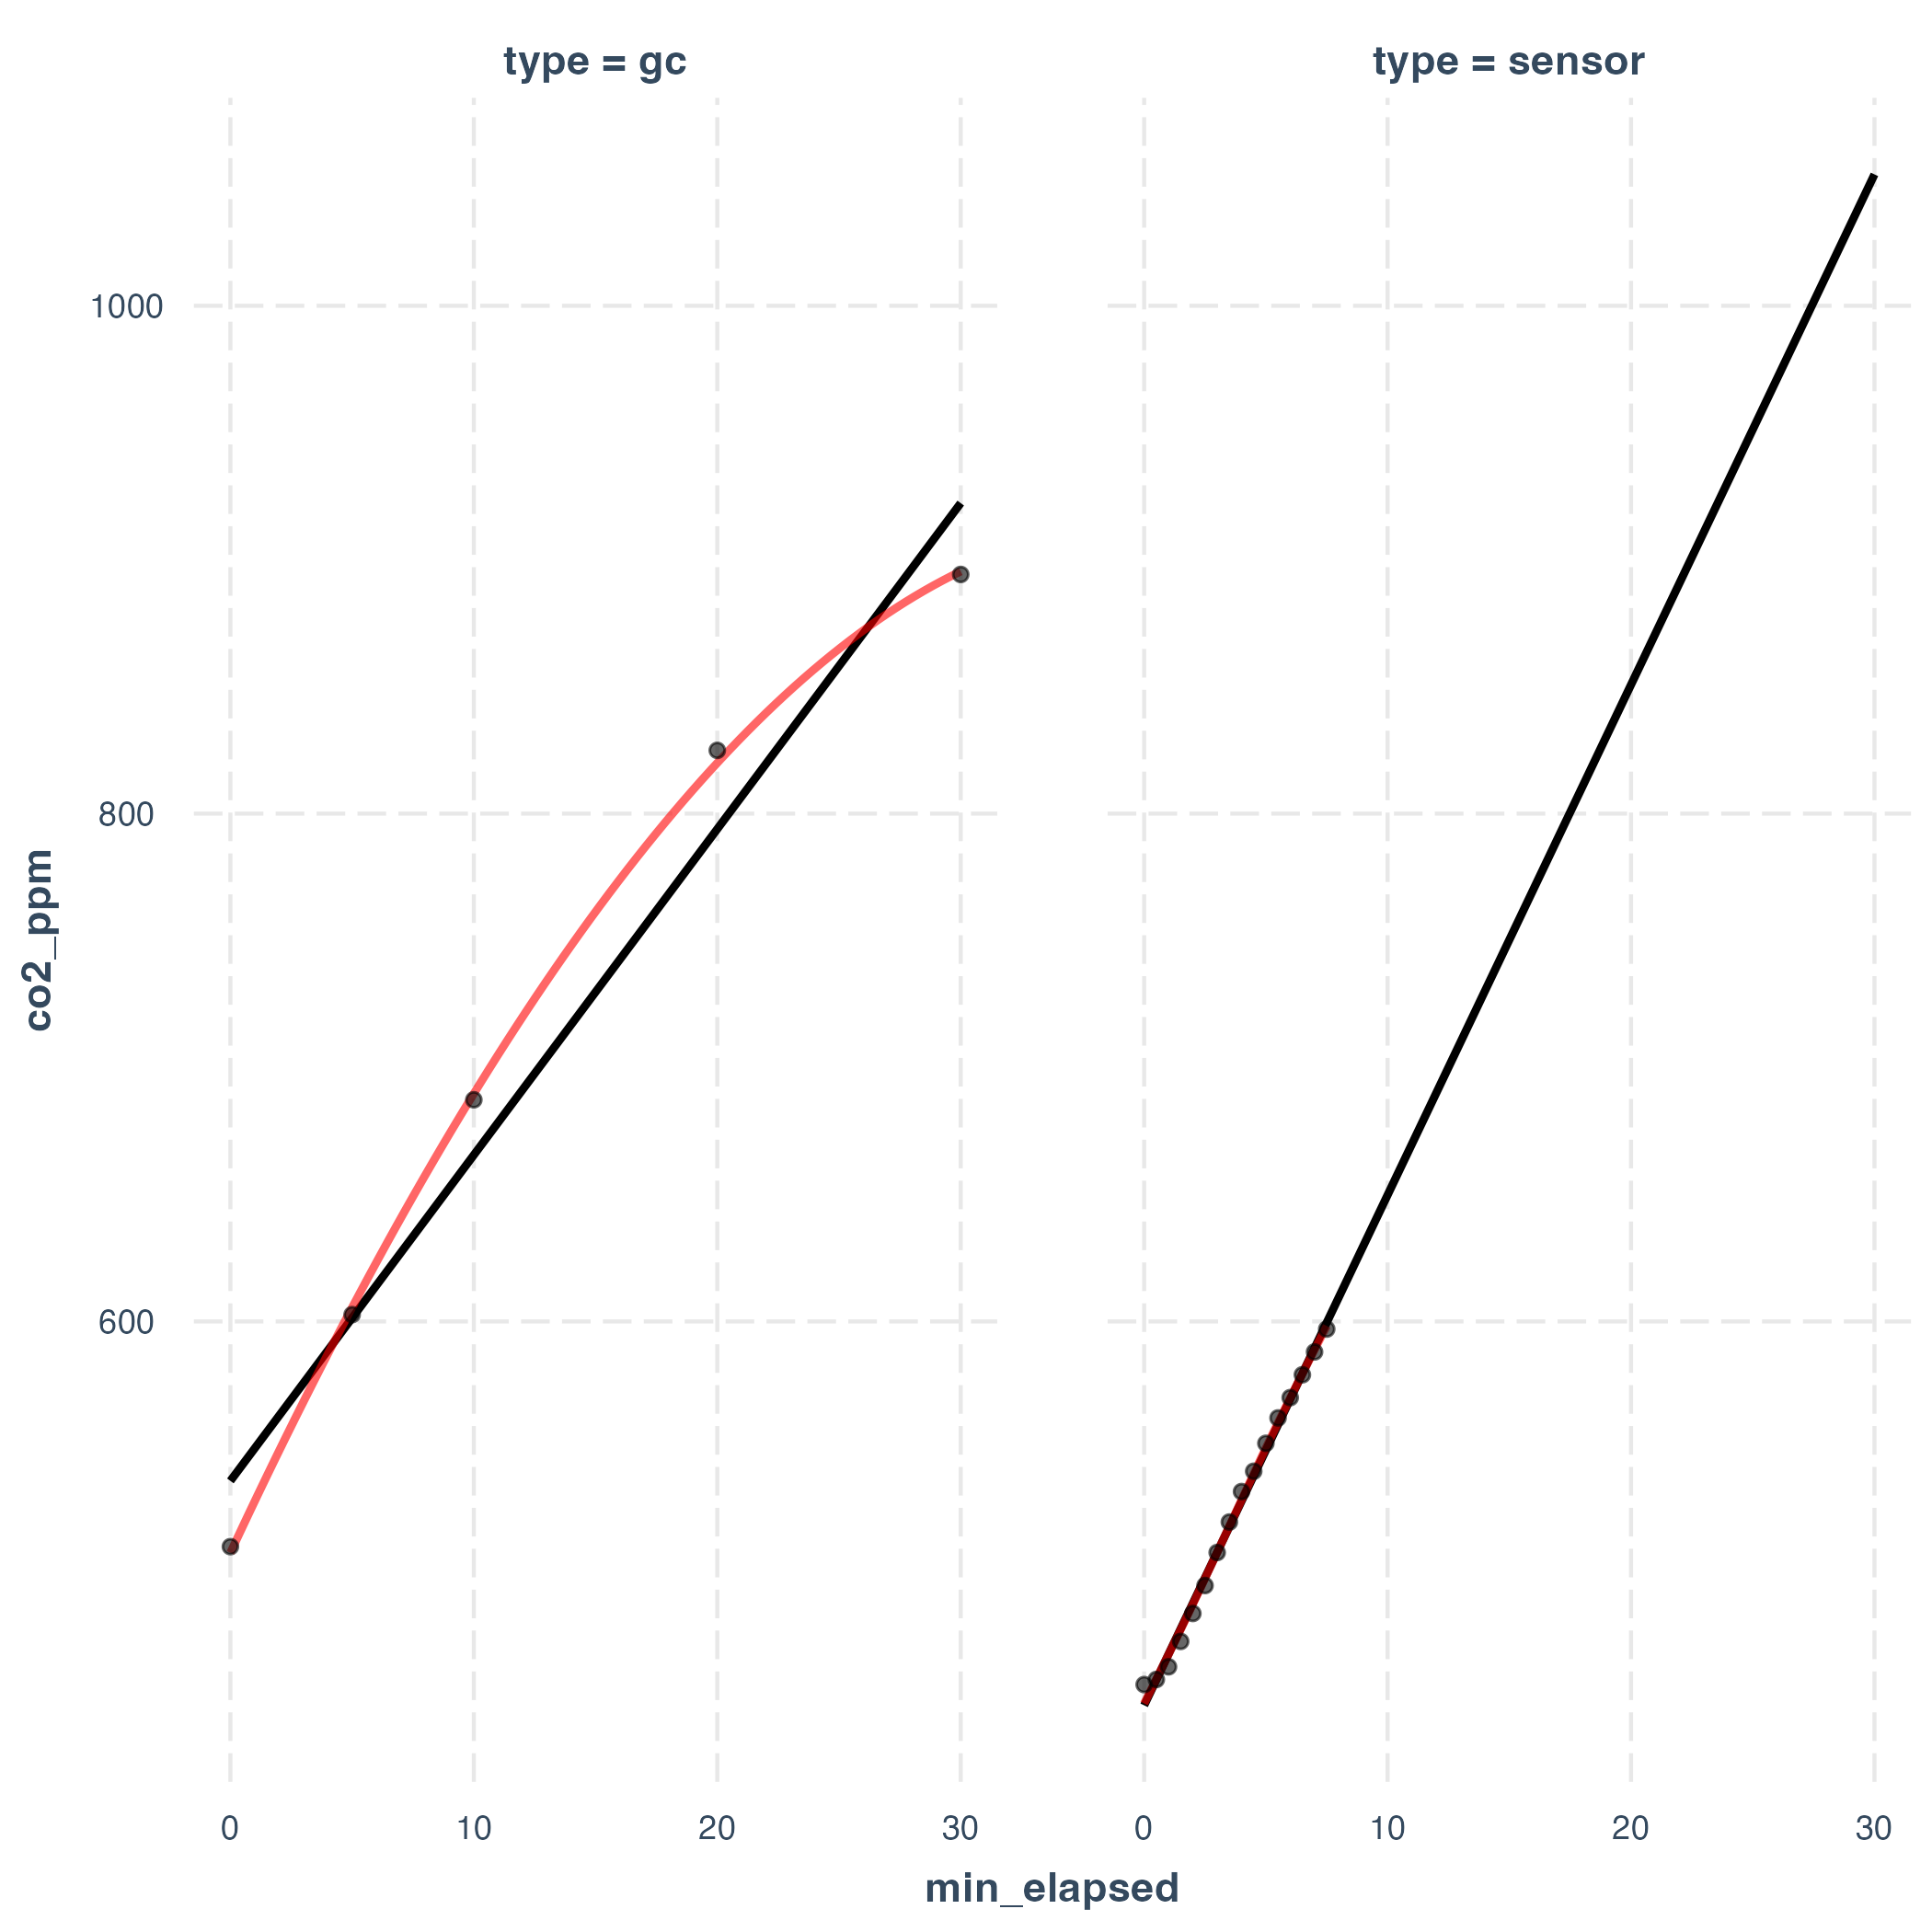 type = gc
type = sensor
co2_ppm
1000
800
600
0 10 20 30
0 10 20 30
min_elapsed